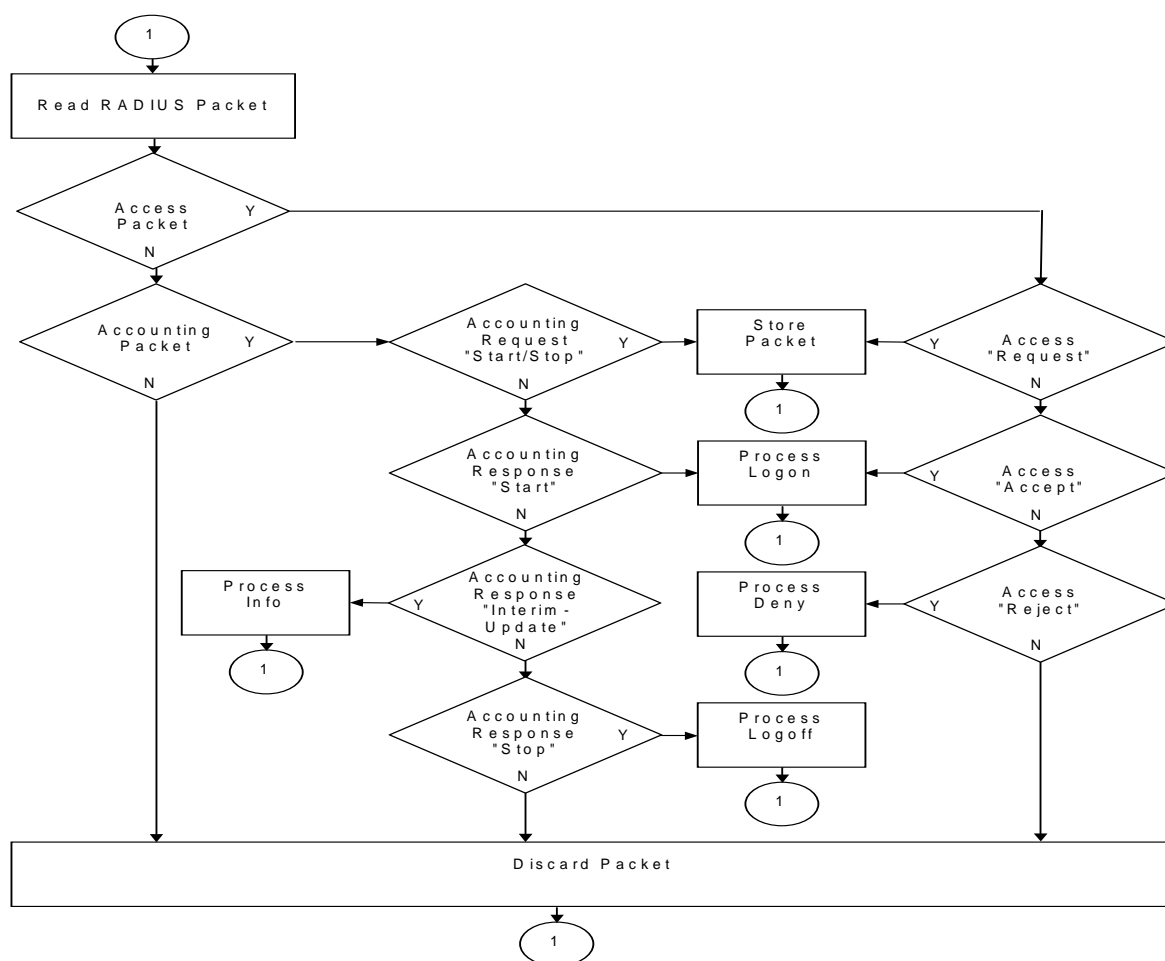 1
Read RADIUS Packet
Access
Packet
Y
N
Accounting
Packet
Y
N
Accounting
Request
"Start/Stop"
Y
N
Store
Packet
1
Access
"Request"
Y
N
Accounting
Response
"Start"
N
Process
Logon
1
Access
"Accept"
Y
N
Process
Info
1
Accounting
Response
"Interim-
Update"
Y
N
Process
Deny
1
Access
"Reject"
Y
N
Accounting
Response
"Stop"
Y
N
Process
Logoff
1
Discard Packet
1